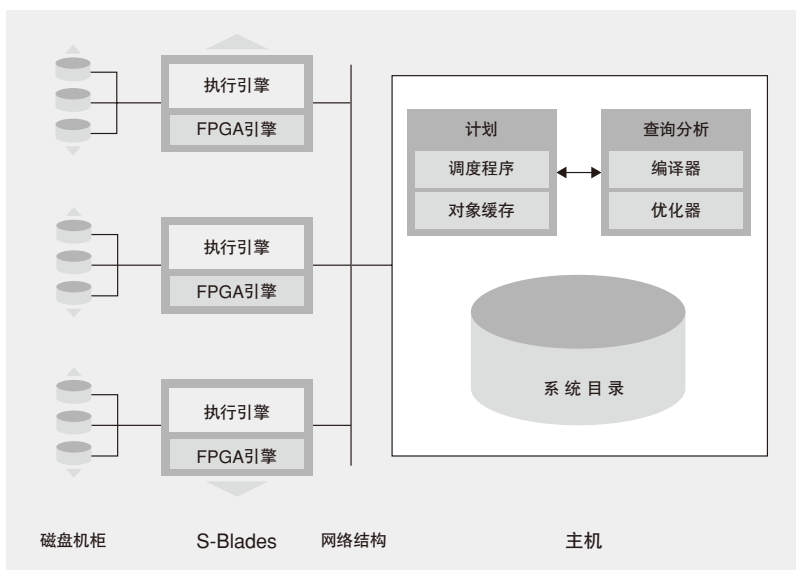 执行引擎
FPGA引擎
执行引擎
FPGA引擎
执行引擎
FPGA引擎
计划
调度程序
对象缓存
查询分析
编译器
优化器
系统目录
磁盘机柜
S-Blades
网络结构
主机